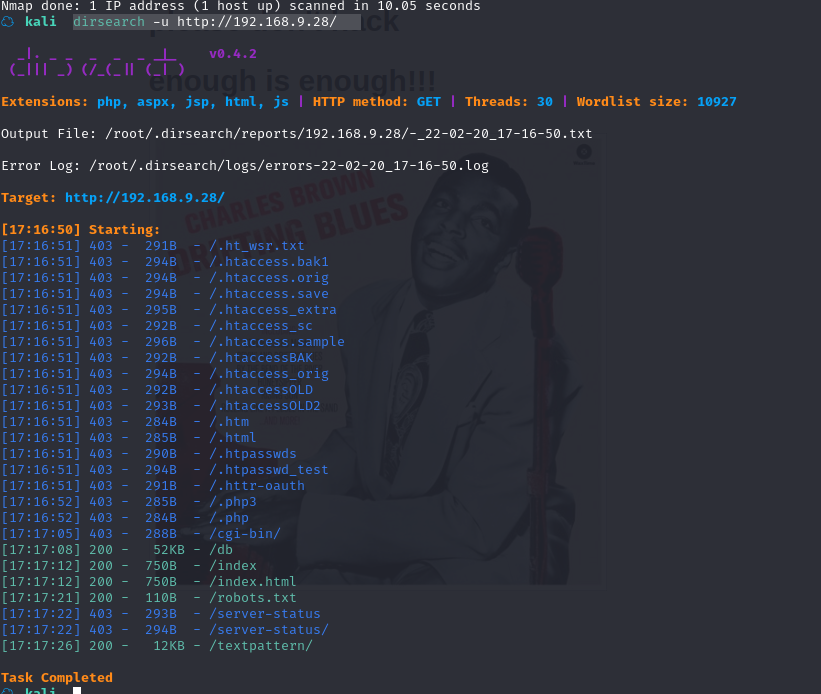 Nmap done: 1 IP address (1 host up) scanned in 10.05 seconds
kali dirsearch -u http://192.168.9.28/
ck
_|. _ _  _  _  _ _|_    v0.4.2
(_||| _) (/_(_|| (_| )
enough is enough!!!
Extensions: php, aspx, jsp, html, js | HTTP method: GET | Threads: 30 | Wordlist size: 10927
Output File: /root/.dirsearch/reports/192.168.9.28/-_22-02-20_17-16-50.txt
Error Log: /root/.dirsearch/logs/errors-22-02-20_17-16-50.log
CHARLES BROWN
DRIFTING BLUES
Target: http://192.168.9.28/
[17:16:50] Starting:
[17:16:51] 403 -  291B  - /.ht_wsr.txt
[17:16:51] 403 -  294B  - /.htaccess.bak1
[17:16:51] 403 -  294B  - /.htaccess.orig
[17:16:51] 403 -  294B  - /.htaccess.save
[17:16:51] 403 -  295B  - /.htaccess_extra
[17:16:51] 403 -  292B  - /.htaccess_sc
[17:16:51] 403 -  296B  - /.htaccess.sample
[17:16:51] 403 -  292B  - /.htaccessBAK
[17:16:51] 403 -  294B  - /.htaccess_orig
[17:16:51] 403 -  292B  - /.htaccessOLD
[17:16:51] 403 -  293B  - /.htaccessOLD2
[17:16:51] 403 -  284B  - /.htm
[17:16:51] 403 -  285B  - /.html
[17:16:51] 403 -  290B  - /.htpasswds
[17:16:51] 403 -  294B  - /.htpasswd_test
[17:16:51] 403 -  291B  - /.httr-oauth
[17:16:52] 403 -  285B  - /.php3
[17:16:52] 403 -  284B  - /.php
[17:17:05] 403 -  288B  - /cgi-bin/
[17:17:08] 200 -   52KB - /db
[17:17:12] 200 -  750B  - /index
[17:17:12] 200 -  750B  - /index.html
[17:17:21] 200 -  110B  - /robots.txt
[17:17:22] 403 -  293B  - /server-status
[17:17:22] 403 -  294B  - /server-status/
[17:17:26] 200 -   12KB - /textpattern/
Task Completed
kali